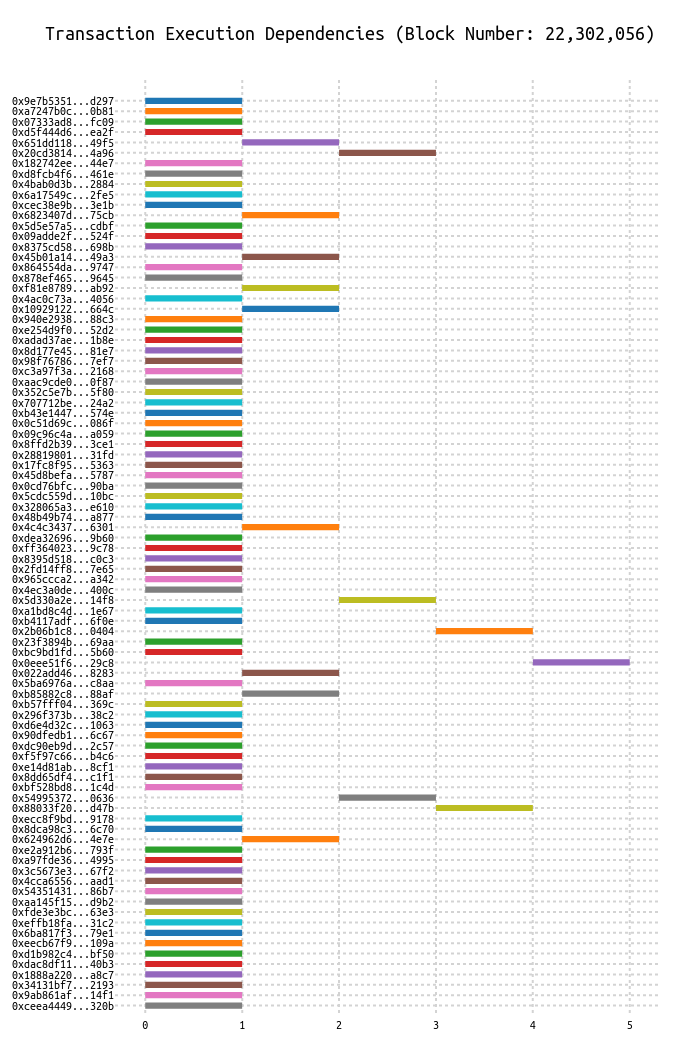 Transaction Execution Dependencies (Block Number: 22,302,056)
0x9e7b5351...d297
0xa7247b0c...0b81
0x07333ad8...fc09
0xd5f444d6...ea2f
0x651dd118...49f5
0x20cd3814...4a96
0x182742ee...44e7
0xd8fcb4f6...461e
0x4bab0d3b...2884
0x6a17549c...2fe5
0xcec38e9b...3e1b
0x6823407d...75cb
0x5d5e57a5...cdbf
0x09adde2f...524f
0x8375cd58...698b
0x45b01a14...49a3
0x864554da...9747
0x878ef465...9645
0xf81e8789...ab92
0x4ac0c73a...4056
0x10929122...664c
0x940e2938...88c3
0xe254d9f0...52d2
0xadad37ae...1b8e
0x8d177e45...81e7
0x98f76786...7ef7
0xc3a97f3a...2168
0xaac9cde0...0f87
0x352c5e7b...5f80
0x707712be...24a2
0xb43e1447...574e
0x0c51d69c...086f
0x09c96c4a...a059
0x8ffd2b39...3ce1
0x28819801...31fd
0x17fc8f95...5363
0x45d8befa...5787
0x0cd76bfc...90ba
0x5cdc559d...10bc
0x328065a3...e610
0x48b49b74...a877
0x4c4c3437...6301
0xdea32696...9b60
0xff364023...9c78
0x8395d518...c0c3
0x2fd14ff8...7e65
0x965ccca2...a342
0x4ec3a0de...400c
0x5d330a2e...14f8
0xa1bd8c4d...1e67
0xb4117adf...6f0e
0x2b06b1c8...0404
0x23f3894b...69aa
0xbc9bd1fd...5b60
0x0eee51f6...29c8
0x022add46...8283
0x5ba6976a...c8aa
0xb85882c8...88af
0xb57fff04...369c
0x296f373b...38c2
0xd6e4d32c...1063
0x90dfedb1...6c67
0xdc90eb9d...2c57
0xf5f97c66...b4c6
0xe14d81ab...8cf1
0x8dd65df4...c1f1
0xbf528bd8...1c4d
0x54995372...0636
0x88033f20...d47b
0xecc8f9bd...9178
0x8dca98c3...6c70
0x624962d6...4e7e
0xe2a912b6...793f
0xa97fde36...4995
0x3c5673e3...67f2
0x4cca6556...aad1
0x54351431...86b7
0xaa145f15...d9b2
0xfde3e3bc...63e3
0xeffb18fa...31c2
0x6ba817f3...79e1
0xeecb67f9...109a
0xd1b982c4...bf50
0xdac8df11...40b3
0x1888a220...a8c7
0x34131bf7...2193
0x9ab861af...14f1
0xceea4449...320b
0 1 2 3 4 5